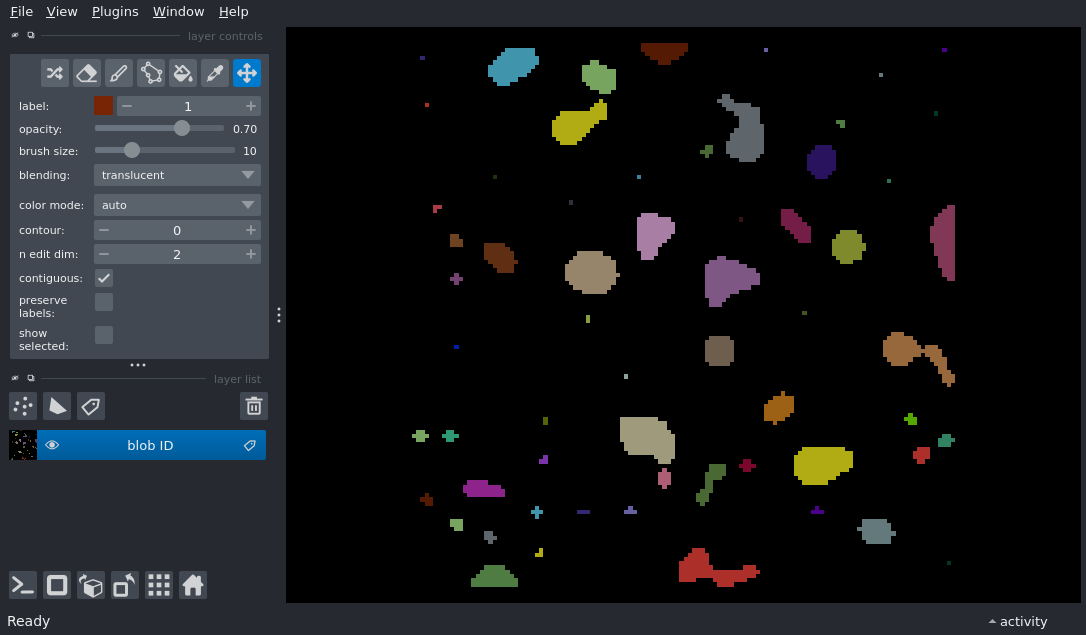 File View Plugins Window Help
layer controls
label: 1
opacity: 0.70
brush size: 10
blending: translucent
color mode: auto
contour: 0
n edit dim: 2
contiguous:
preserve
labels:
show
selected:
layer list
blob ID
Ready
activity